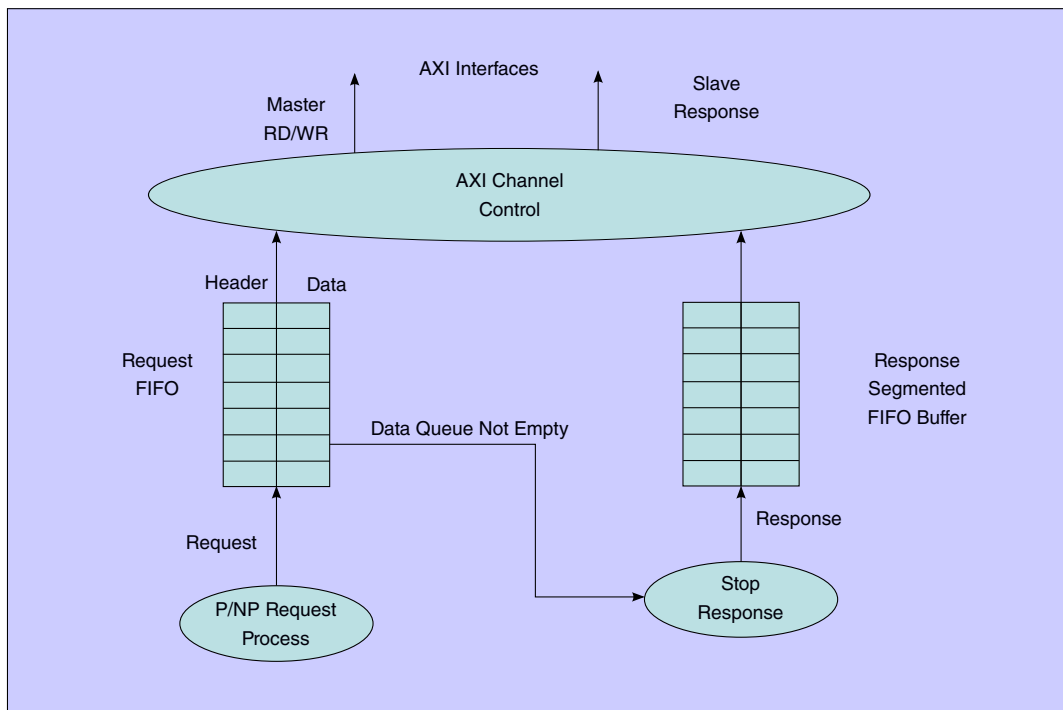 AXI Interfaces
Master
RD/WR
Slave
Response
AXI Channel
Control
Header
Data
Request
FIFO
Response
Segmented
FIFO Buffer
Data Queue Not Empty
Request
Response
P/NP Request
Process
Stop
Response